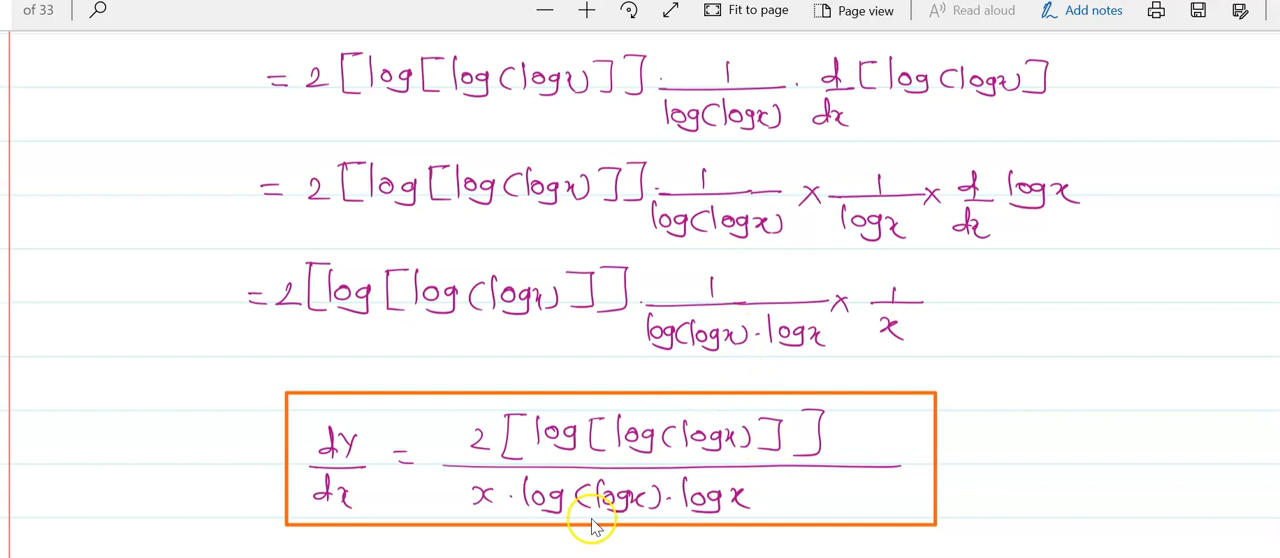 of 33 Fit to page Page view Read aloud Add notes
= 2 [log[log(logx)]] . 1/log(logx) . d/dx [log(logx)]
= 2 [log[log(logx)]] . 1/log(logx) × 1/logx × d/dx logx
= 2 [log[log(logx)]] . 1/log(logx) . logx × 1/x
dy/dx = 2 [log[log(logx)]] / x . log(logx) . logx